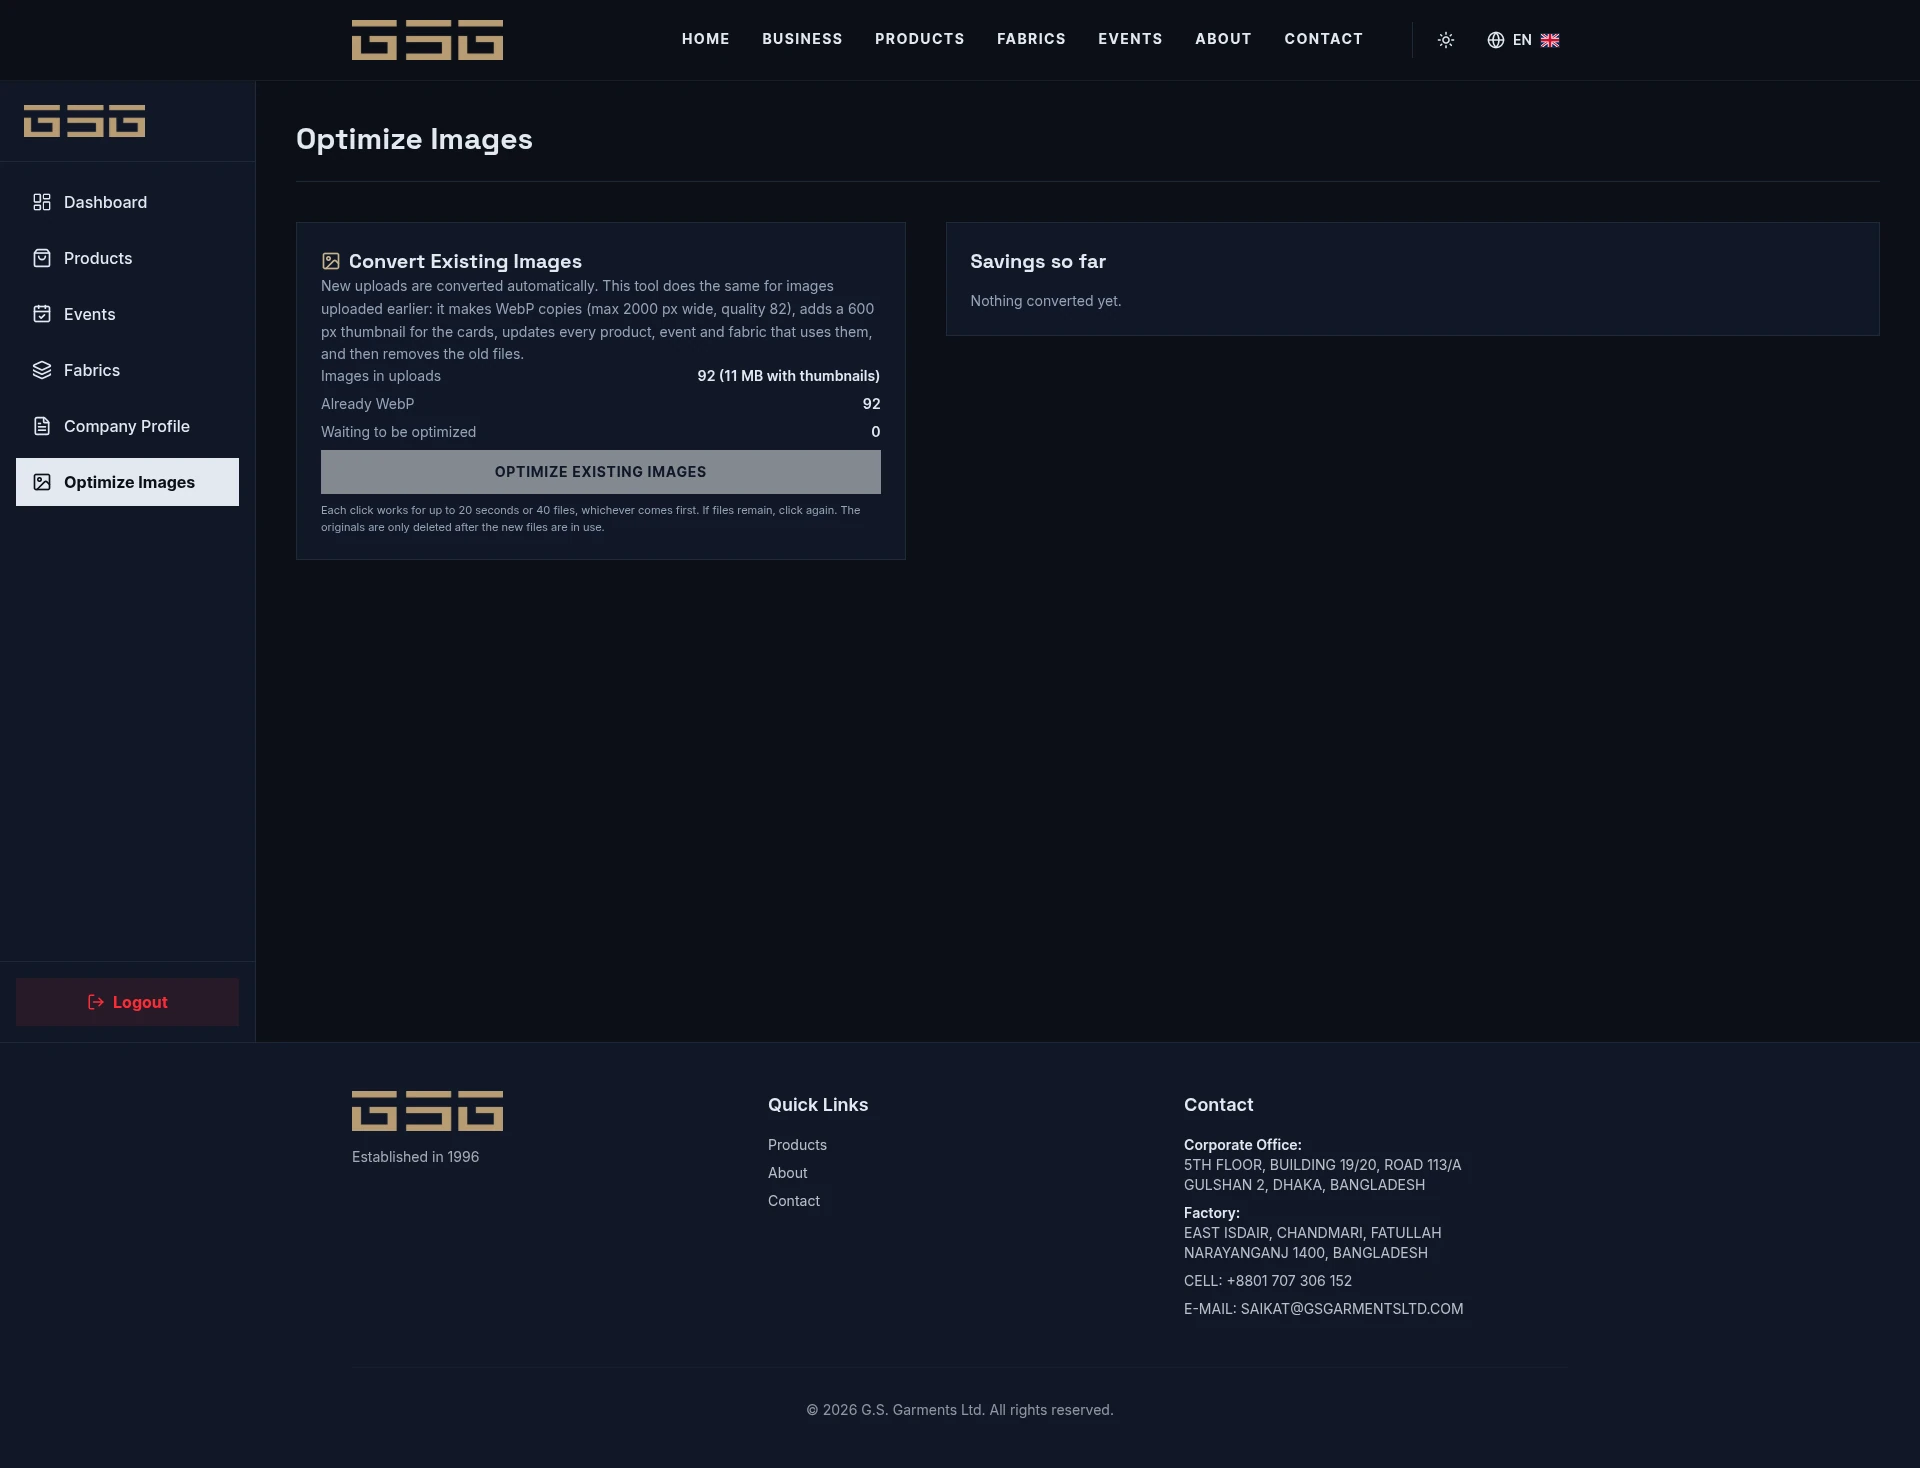 GSG
HOME
BUSINESS
PRODUCTS
FABRICS
EVENTS
ABOUT
CONTACT
EN
GSG
Dashboard
Products
Events
Fabrics
Company Profile
Optimize Images
Logout
Optimize Images
Convert Existing Images
New uploads are converted automatically. This tool does the same for images
uploaded earlier: it makes WebP copies (max 2000 px wide, quality 82), adds a 600
px thumbnail for the cards, updates every product, event and fabric that uses them,
and then removes the old files.
Images in uploads 92 (11 MB with thumbnails)
Already WebP 92
Waiting to be optimized 0
OPTIMIZE EXISTING IMAGES
Each click works for up to 20 seconds or 40 files, whichever comes first. If files remain, click again. The
originals are only deleted after the new files are in use.
Savings so far
Nothing converted yet.
GSG
Established in 1996
Quick Links
Products
About
Contact
Contact
Corporate Office:
5TH FLOOR, BUILDING 19/20, ROAD 113/A
GULSHAN 2, DHAKA, BANGLADESH
Factory:
EAST ISDAIR, CHANDMARI, FATULLAH
NARAYANGANJ 1400, BANGLADESH
CELL: +8801 707 306 152
E-MAIL: SAIKAT@GSGARMENTSLTD.COM
© 2026 G.S. Garments Ltd. All rights reserved.